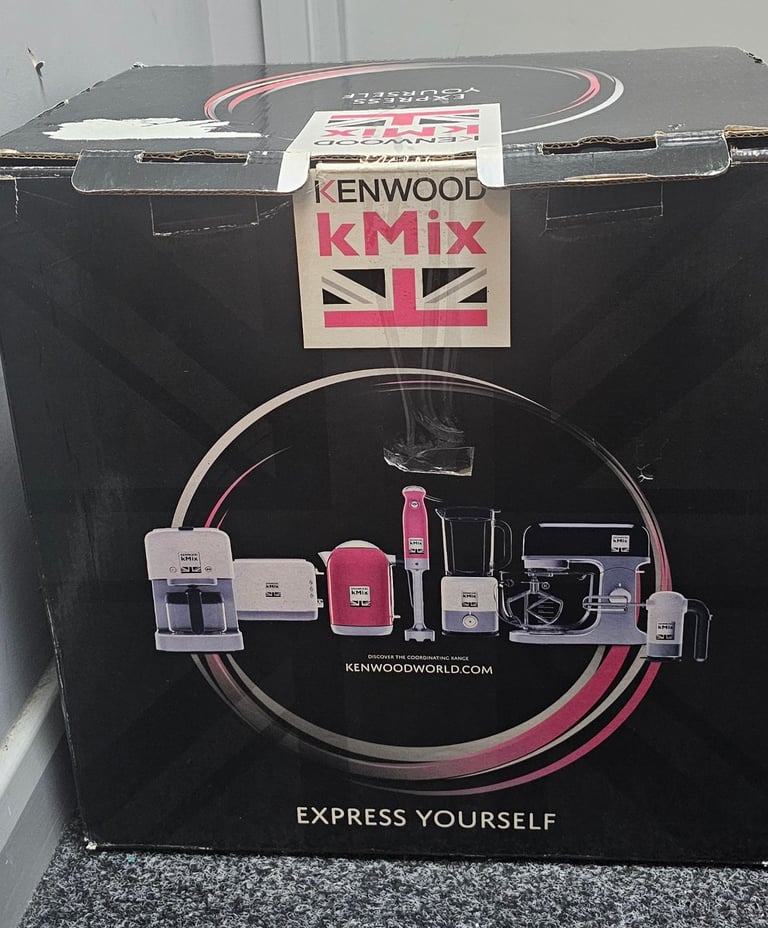 EXPRESS
YOURSELF
KENWOOD
kMix
KENWOOD
kMix
kMix
kMix
kMix
kMix
kMix
kMix
kMix
DISCOVER THE COORDINATING RANGE
KENWOODWORLD.COM
EXPRESS YOURSELF